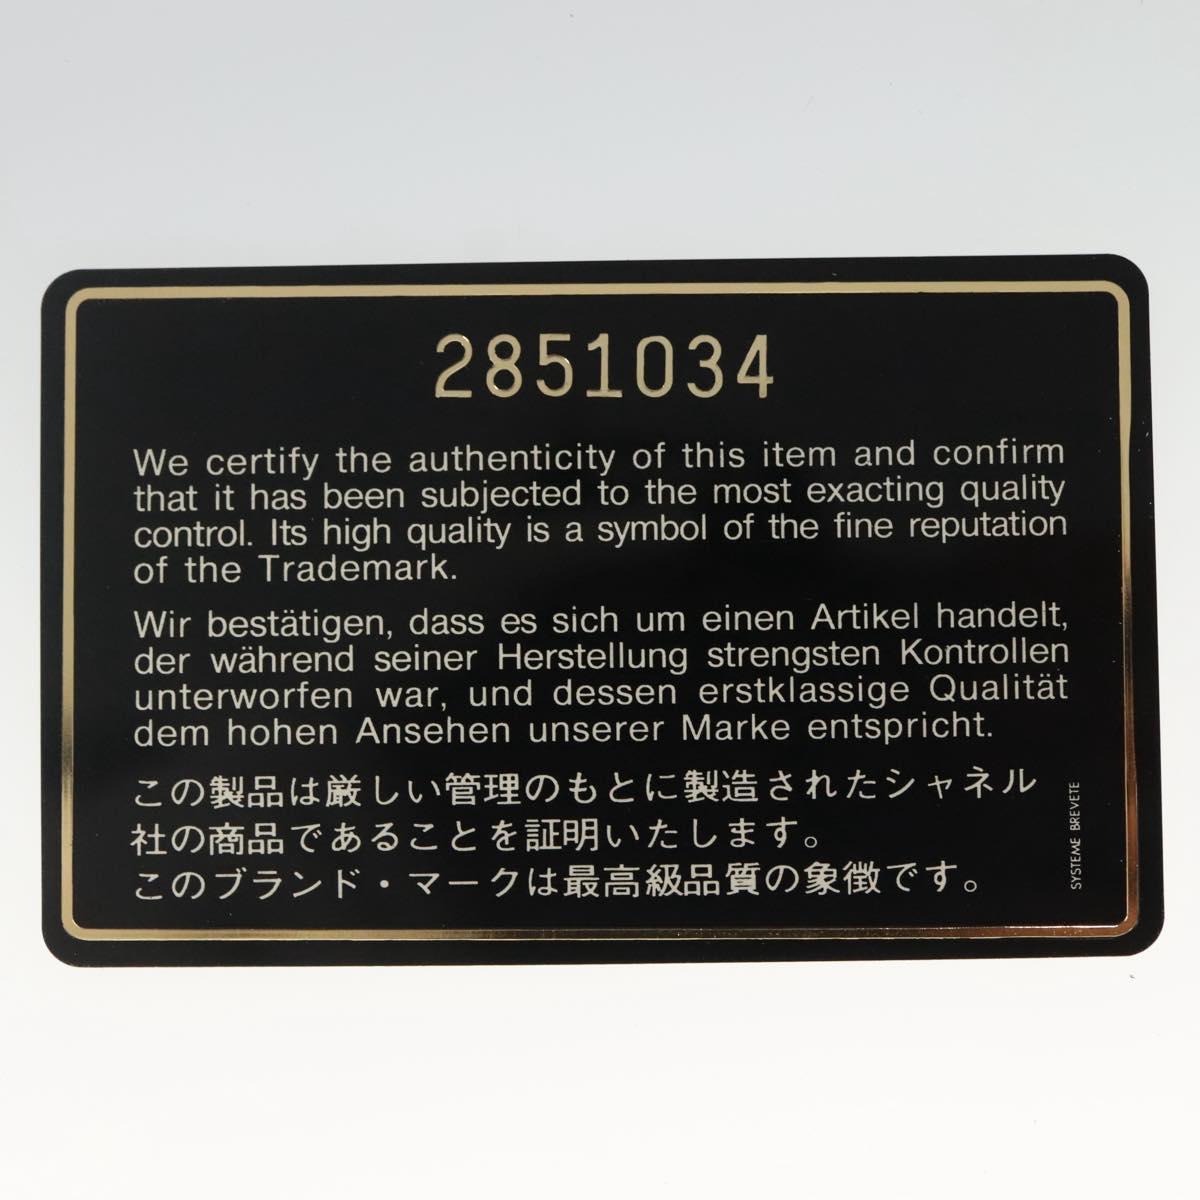 2851034
We certify the authenticity of this item and confirm
that it has been subjected to the most exacting quality
control. Its high quality is a symbol of the fine reputation
of the Trademark.
Wir bestätigen, dass es sich um einen Artikel handelt,
der während seiner Herstellung strengsten Kontrollen
unterworfen war, und dessen erstklassige Qualität
dem hohen Ansehen unserer Marke entspricht.
この製品は厳しい管理のもとに製造されたシャネル
社の商品であることを証明いたします。
このブランド・マークは最高級品質の象徴です。
SYSTEME BREVETE